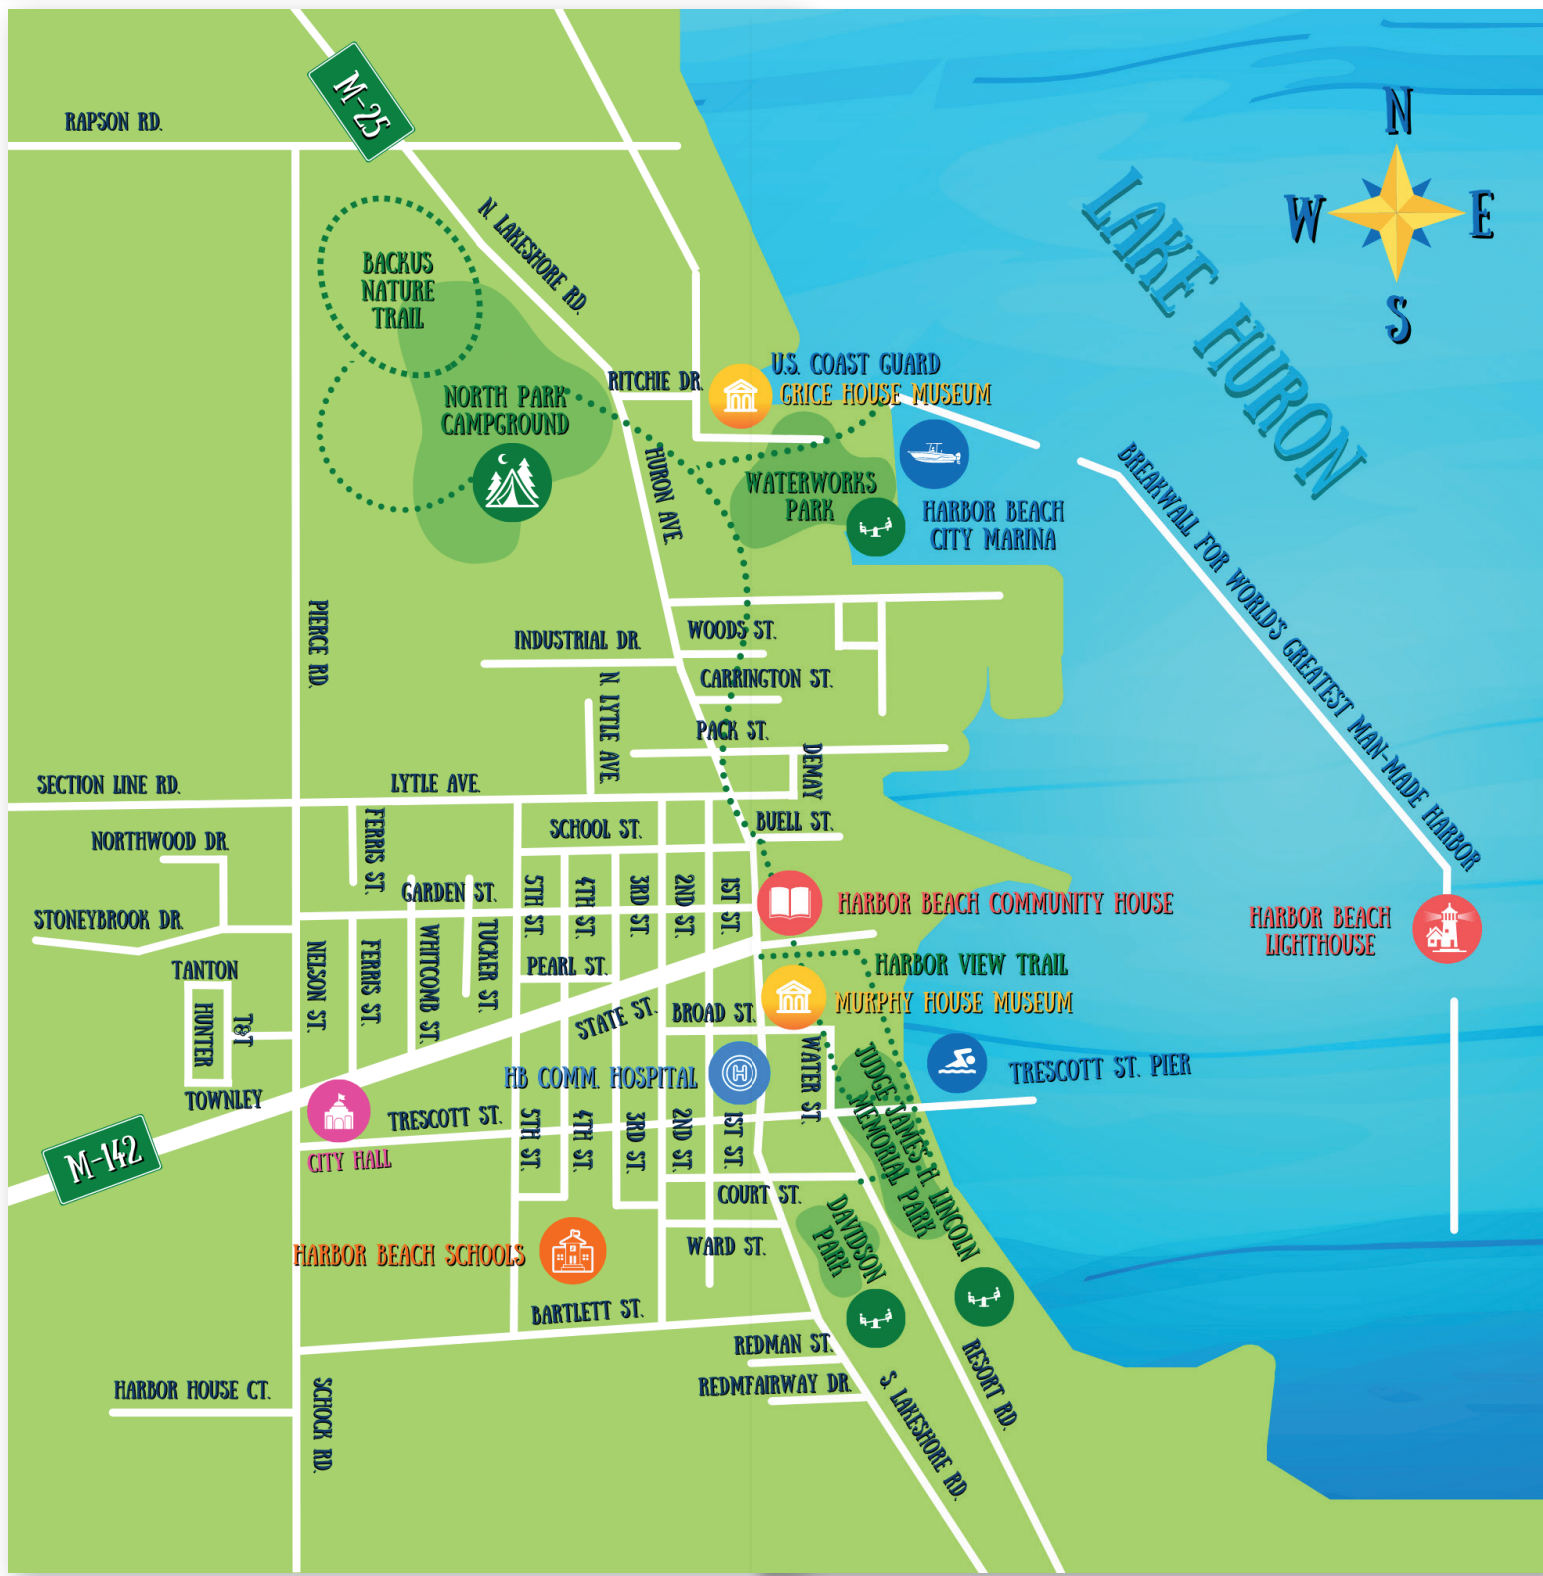 N
W
E
S
M-25
RAPSON RD.
LAKE HURON
N. LAKESHORE RD.
BACKUS
NATURE
TRAIL
U.S. COAST GUARD
GRICE HOUSE MUSEUM
RITCHIE DR.
NORTH PARK
CAMPGROUND
HURON AVE.
WATERWORKS
PARK
HARBOR BEACH
CITY MARINA
BREAKWALL FOR WORLD'S GREATEST MAN-MADE HARBOR
PIERCE RD.
INDUSTRIAL DR.
WOODS ST.
N. LYTLE AVE.
CARRINGTON ST.
PACK ST.
DEMAY
SECTION LINE RD.
LYTLE AVE.
FERRIS ST.
SCHOOL ST.
BUELL ST.
NORTHWOOD DR.
GARDEN ST.
5TH ST.
4TH ST.
3RD ST.
2ND ST.
1ST ST.
HARBOR BEACH COMMUNITY HOUSE
HARBOR BEACH
LIGHTHOUSE
STONEYBROOK DR.
NELSON ST.
FERRIS ST.
WHITCOMB ST.
TUCKER ST.
PEARL ST.
HARBOR VIEW TRAIL
TANTON
HUNTER
T&T
STATE ST.
BROAD ST.
MURPHY HOUSE MUSEUM
HB COMM. HOSPITAL
WATER ST.
JUDGE JAMES H. LINCOLN
MEMORIAL PARK
TRESCOTT ST. PIER
TOWNLEY
TRESCOTT ST.
5TH ST.
4TH ST.
3RD ST.
2ND ST.
1ST ST.
M-142
CITY HALL
COURT ST.
DAVIDSON
PARK
HARBOR BEACH SCHOOLS
WARD ST.
BARTLETT ST.
REDMAN ST.
REDMFAIRWAY DR.
HARBOR HOUSE CT.
SCHOCK RD.
S. LAKESHORE RD.
RESORT RD.
H